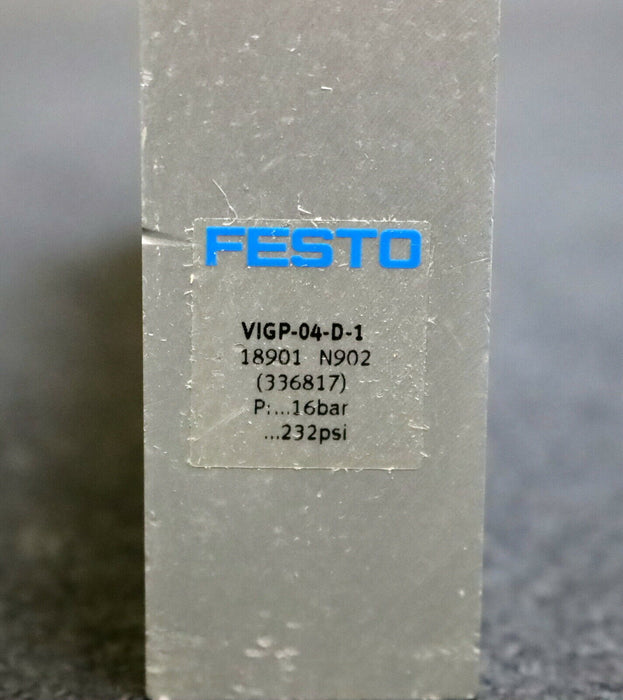 FESTO
VIGP-04-D-1
18901 N902
(336817)
P:...16bar
...232psi